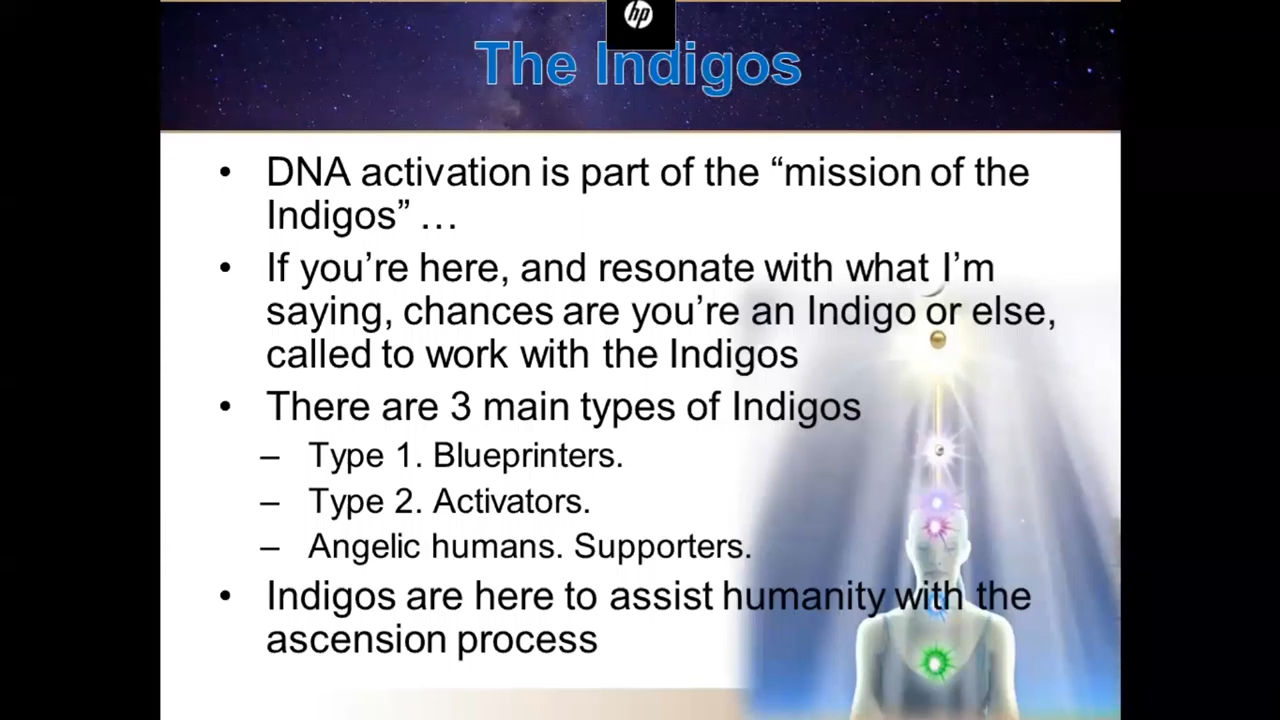 hp
The Indigos
• DNA activation is part of the “mission of the
Indigos” …
• If you’re here, and resonate with what I’m
saying, chances are you’re an Indigo or else,
called to work with the Indigos
• There are 3 main types of Indigos
– Type 1. Blueprinters.
– Type 2. Activators.
– Angelic humans. Supporters.
• Indigos are here to assist humanity with the
ascension process